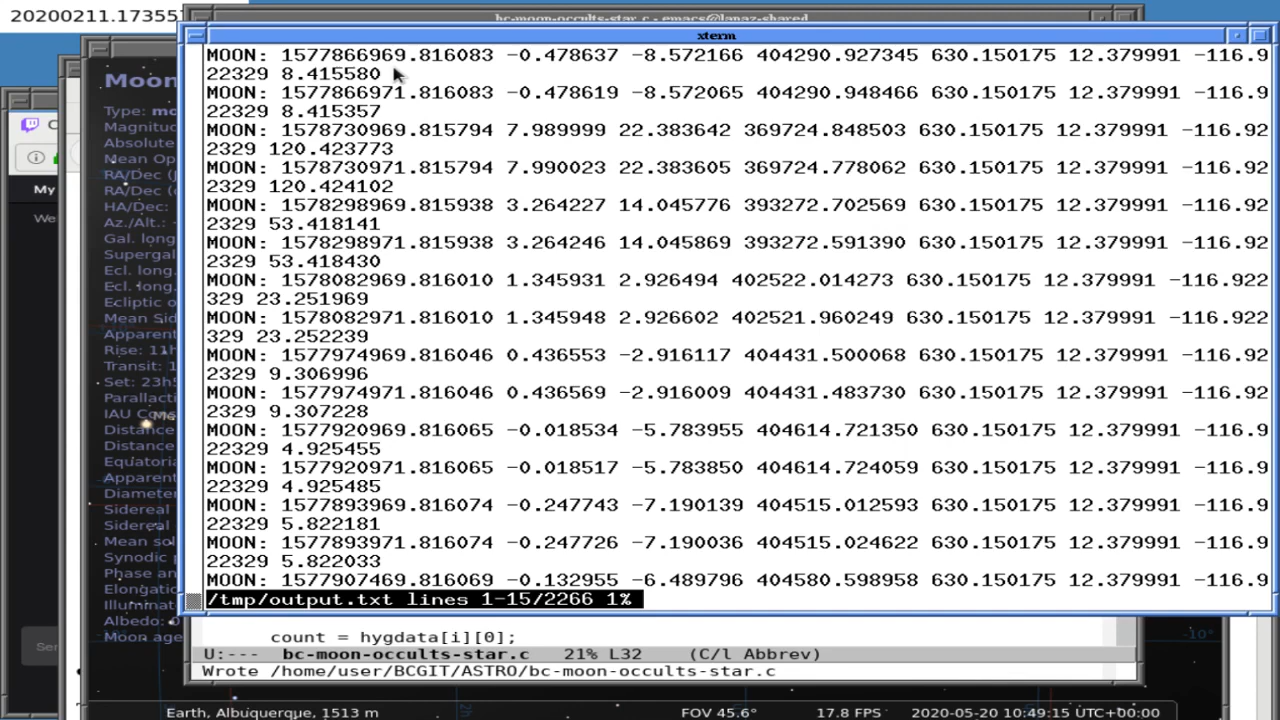 20200211.17355
bc-moon-occults-star.c - emacs@lanaz-shared
xterm
MOON: 1577866969.816083 -0.478637 -8.572166 404290.927345 630.150175 12.379991 -116.9
22329 8.415580
MOON: 1577866971.816083 -0.478619 -8.572065 404290.948466 630.150175 12.379991 -116.9
22329 8.415357
MOON: 1578730969.815794 7.989999 22.383642 369724.848503 630.150175 12.379991 -116.92
2329 120.423773
MOON: 1578730971.815794 7.990023 22.383605 369724.778062 630.150175 12.379991 -116.92
2329 120.424102
MOON: 1578298969.815938 3.264227 14.045776 393272.702569 630.150175 12.379991 -116.92
2329 53.418141
MOON: 1578298971.815938 3.264246 14.045869 393272.591390 630.150175 12.379991 -116.92
2329 53.418430
MOON: 1578082969.816010 1.345931 2.926494 402522.014273 630.150175 12.379991 -116.922
329 23.251969
MOON: 1578082971.816010 1.345948 2.926602 402521.960249 630.150175 12.379991 -116.922
329 23.252239
MOON: 1577974969.816046 0.436553 -2.916117 404431.500068 630.150175 12.379991 -116.92
2329 9.306996
MOON: 1577974971.816046 0.436569 -2.916009 404431.483730 630.150175 12.379991 -116.92
2329 9.307228
MOON: 1577920969.816065 -0.018534 -5.783955 404614.721350 630.150175 12.379991 -116.9
22329 4.925455
MOON: 1577920971.816065 -0.018517 -5.783850 404614.724059 630.150175 12.379991 -116.9
22329 4.925485
MOON: 1577893969.816074 -0.247743 -7.190139 404515.012593 630.150175 12.379991 -116.9
22329 5.822181
MOON: 1577893971.816074 -0.247726 -7.190036 404515.024622 630.150175 12.379991 -116.9
22329 5.822033
MOON: 1577907469.816069 -0.132955 -6.489796 404580.598958 630.150175 12.379991 -116.9
/tmp/output.txt lines 1-15/2266 1%
Moon
Type: mo
Magnitud
Absolute
Mean Op
RA/Dec (J
RA/Dec (o
HA/Dec:
Az./Alt.:
Gal. long
Supergal
Ecl. long.
Ecl. long
Ecliptic o
Mean Sid
Apparent
Rise: 11h
Transit: 1
Set: 23h5
Parallacti
IAU Cons
Distance
Distance
Equatoria
Apparent
Diameter
Sidereal
Sidereal
Mean sol
Synodic p
Phase an
Elongatio
Illuminat
Albedo: 0
Moon age
My
We
Ser
count = hygdata[i][0];
U:--- bc-moon-occults-star.c 21% L32 (C/l Abbrev)
Wrote /home/user/BCGIT/ASTRO/bc-moon-occults-star.c
-10°
Earth, Albuquerque, 1513 m FOV 45.6° 17.8 FPS 2020-05-20 10:49:15 UTC+00:00